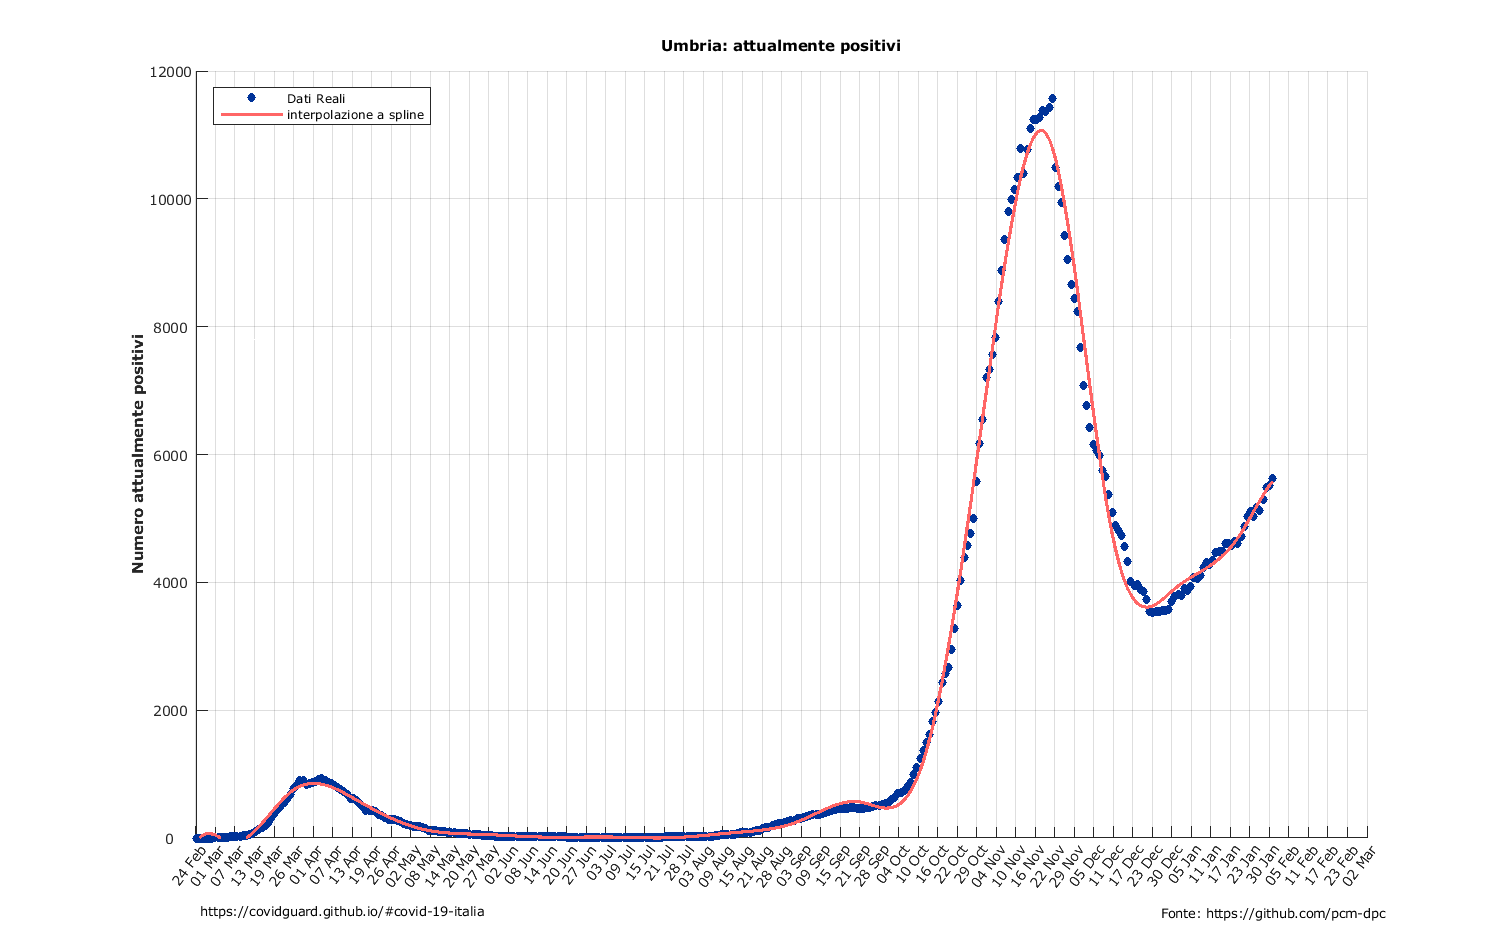 Umbria: attualmente positivi
Dati Reali
interpolazione a spline
Numero attualmente positivi
12000
10000
8000
6000
4000
2000
0
24 Feb
01 Mar
07 Mar
13 Mar
19 Mar
26 Mar
01 Apr
07 Apr
13 Apr
19 Apr
26 Apr
02 May
08 May
14 May
20 May
27 May
02 Jun
08 Jun
14 Jun
20 Jun
27 Jun
03 Jul
09 Jul
15 Jul
21 Jul
28 Jul
03 Aug
09 Aug
15 Aug
21 Aug
28 Aug
03 Sep
09 Sep
15 Sep
21 Sep
28 Sep
04 Oct
10 Oct
16 Oct
22 Oct
29 Oct
04 Nov
10 Nov
16 Nov
22 Nov
29 Nov
05 Dec
11 Dec
17 Dec
23 Dec
30 Dec
05 Jan
11 Jan
17 Jan
23 Jan
30 Jan
05 Feb
11 Feb
17 Feb
23 Feb
02 Mar
https://covidguard.github.io/#covid-19-italia
Fonte: https://github.com/pcm-dpc